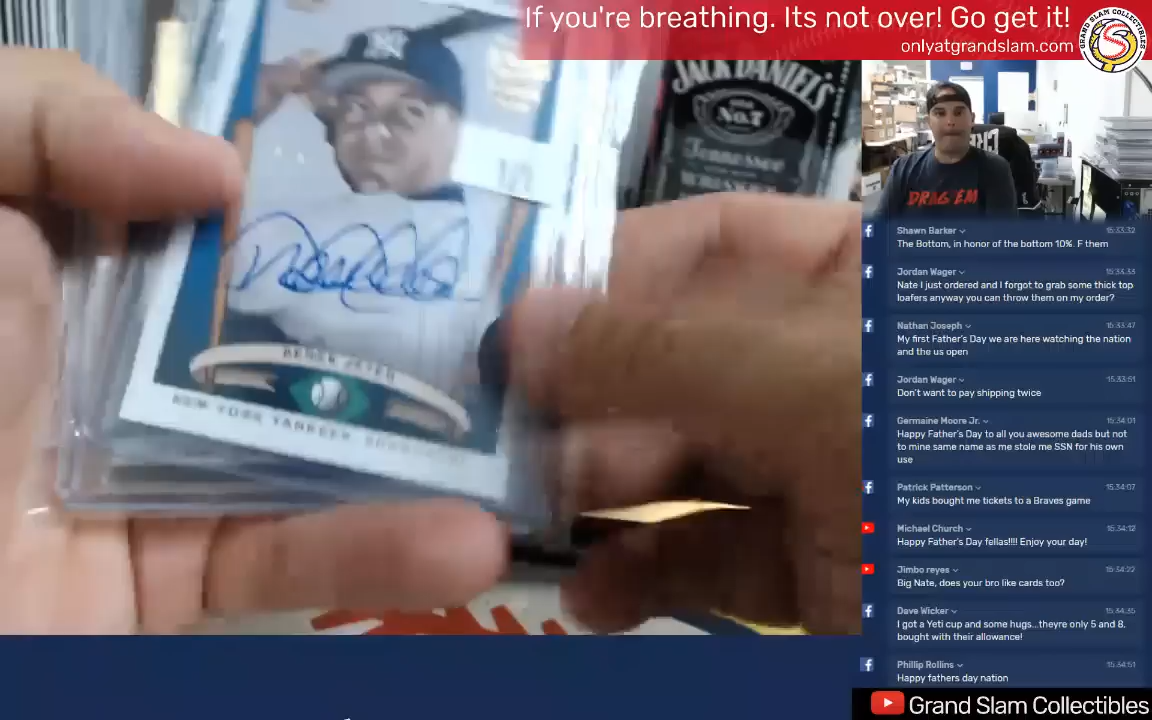 If you're breathing. Its not over! Go get it!
onlyatgrandslam.com
GRAND SLAM COLLECTIBLES
JACK DANIEL'S
No. 7
Tennessee
DRAG EM
DEREK JETER
NEW YORK YANKEES
Shawn Barker 15:33:32
The Bottom, in honor of the bottom 10%. F them
Jordan Wager 15:33:33
Nate I just ordered and I forgot to grab some thick top
loafers anyway you can throw them on my order?
Nathan Joseph 15:33:47
My first Father's Day we are here watching the nation
and the us open
Jordan Wager 15:33:51
Don't want to pay shipping twice
Germaine Moore Jr. 15:34:01
Happy Father's Day to all you awesome dads but not
to mine same name as me stole me SSN for his own
use
Patrick Patterson 15:34:07
My kids bought me tickets to a Braves game
Michael Church 15:34:12
Happy Father's Day fellas!!!! Enjoy your day!
Jimbo reyes 15:34:22
Big Nate, does your bro like cards too?
Dave Wicker 15:34:35
I got a Yeti cup and some hugs...theyre only 5 and 8.
bought with their allowance!
Phillip Rollins 15:34:51
Happy fathers day nation
Grand Slam Collectibles